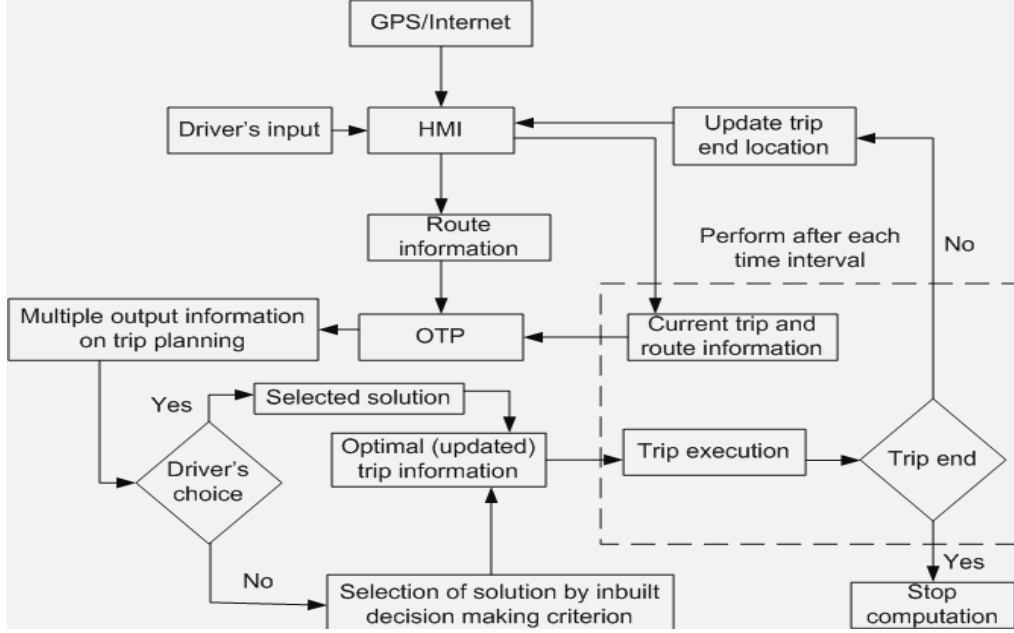 GPS/Internet
Driver's input
HMI
Update trip
end location
Route
information
Perform after each
time interval
No
Multiple output information
on trip planning
OTP
Current trip and
route information
Yes
Selected solution
Driver's
choice
Optimal (updated)
trip information
Trip execution
Trip end
No
Selection of solution by inbuilt
decision making criterion
Yes
Stop
computation